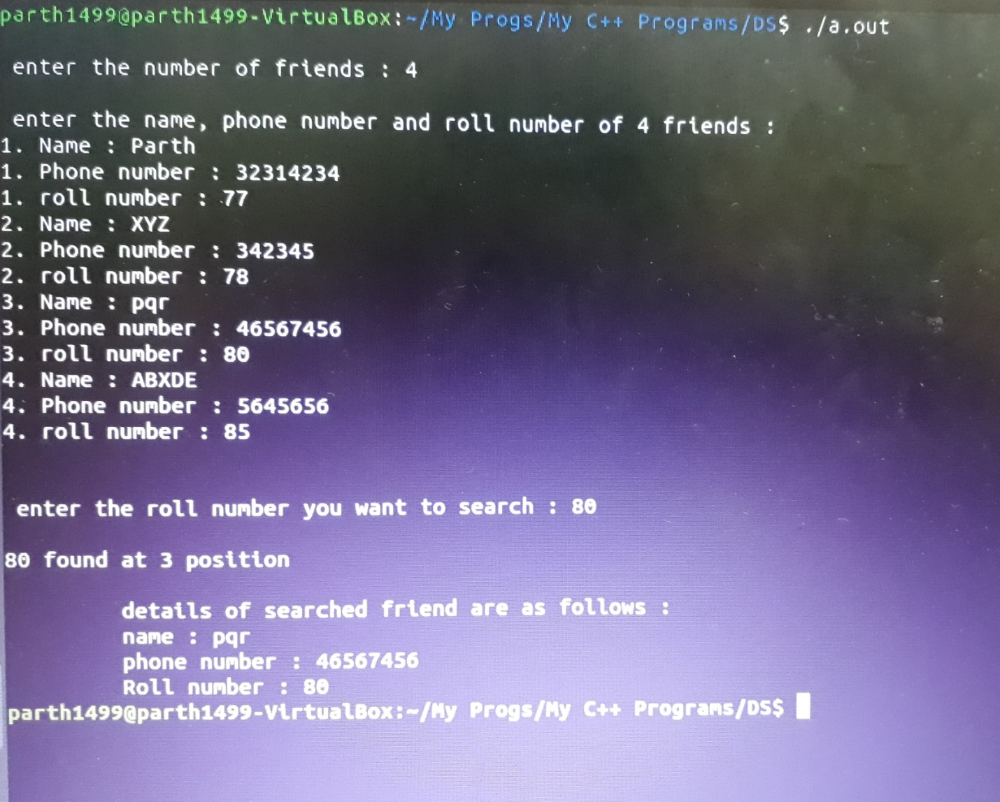 parth1499@parth1499-VirtualBox:~/My Progs/My C++ Programs/DS$ ./a.out
enter the number of friends : 4
enter the name, phone number and roll number of 4 friends :
1. Name : Parth
1. Phone number : 32314234
1. roll number : 77
2. Name : XYZ
2. Phone number : 342345
2. roll number : 78
3. Name : pqr
3. Phone number : 46567456
3. roll number : 80
4. Name : ABXDE
4. Phone number : 5645656
4. roll number : 85
enter the roll number you want to search : 80
80 found at 3 position
details of searched friend are as follows :
name : pqr
phone number : 46567456
Roll number : 80
parth1499@parth1499-VirtualBox:~/My Progs/My C++ Programs/DS$